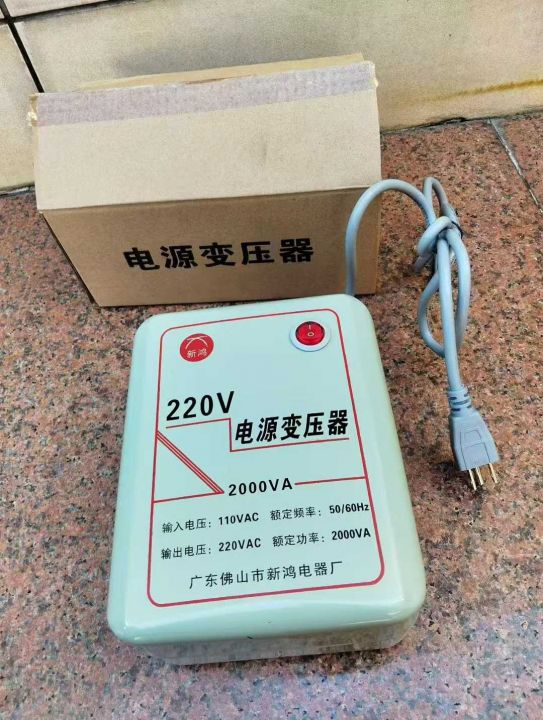 电源变压器
新鸿
220V
电源变压器
2000VA
输入电压：110VAC 额定频率：50/60Hz
输出电压：220VAC 额定功率：2000VA
广东佛山市新鸿电器厂